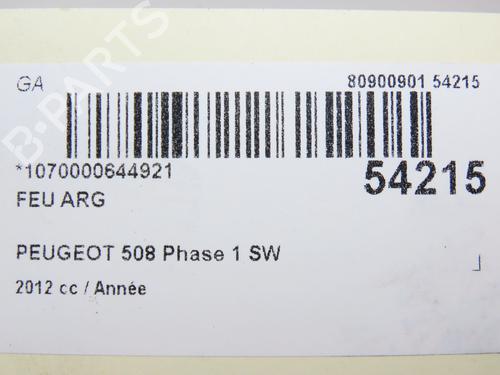 GA
80900901 54215
*1070000644921
54215
FEU ARG
PEUGEOT 508 Phase 1 SW
2012 cc / Année
B-PARTS